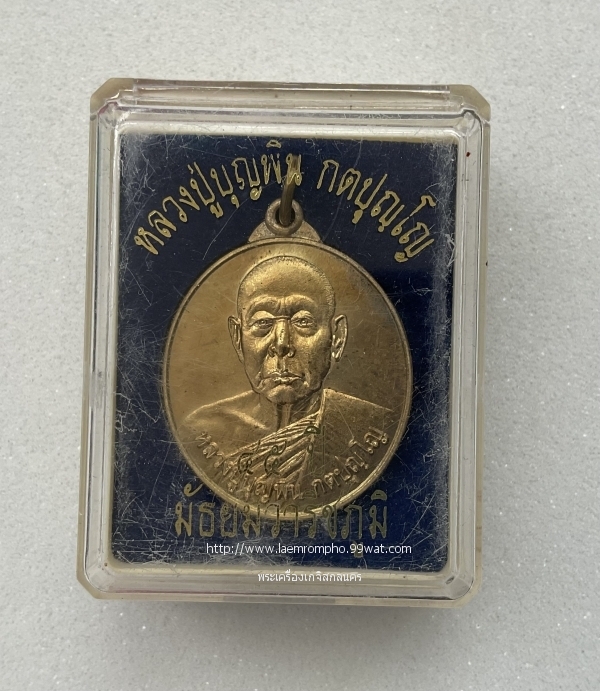 หลวงปู่บุญพิน กตปุญฺโญ
หลวงปู่บุญพิน กตปุญฺโญ
มัธยมวาริชภูมิ
http://www.laemrompho.99wat.com
พระเครื่องเกจิสกลนคร